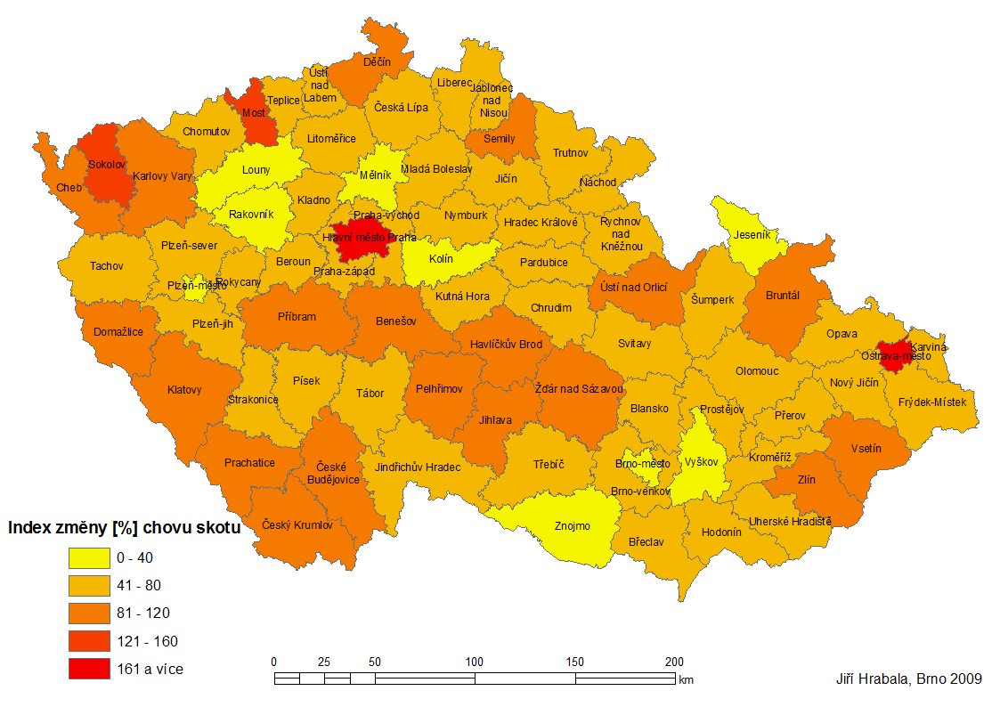 Děčín
Ústí
nad
Labem
Liberec
Jablonec
nad
Nisou
Teplice
Most
Česká Lípa
Chomutov
Litoměřice
Semily
Trutnov
Sokolov
Karlovy Vary
Cheb
Louny
Mělník
Mladá Boleslav
Jičín
Náchod
Kladno
Rakovník
Praha-východ
Nymburk
Hradec Králové
Rychnov
nad
Kněžnou
Hlavní město Praha
Jeseník
Plzeň-sever
Tachov
Beroun
Praha-západ
Kolín
Pardubice
Plzeň-město
Rokycany
Kutná Hora
Chrudim
Ústí nad Orlicí
Šumperk
Bruntál
Příbram
Benešov
Plzeň-jih
Domažlice
Havlíčkův Brod
Svitavy
Opava
Karviná
Ostrava-město
Olomouc
Nový Jičín
Klatovy
Strakonice
Písek
Tábor
Pelhřimov
Žďár nad Sázavou
Jihlava
Blansko
Prostějov
Přerov
Frýdek-Místek
Prachatice
České
Budějovice
Jindřichův Hradec
Třebíč
Brno-město
Vyškov
Kroměříž
Vsetín
Zlín
Brno-venkov
Český Krumlov
Znojmo
Břeclav
Hodonín
Uherské Hradiště
Index změny [%] chovu skotu
0 - 40
41 - 80
81 - 120
121 - 160
161 a více
0 25 50 100 150 200
km
Jiří Hrabala, Brno 2009